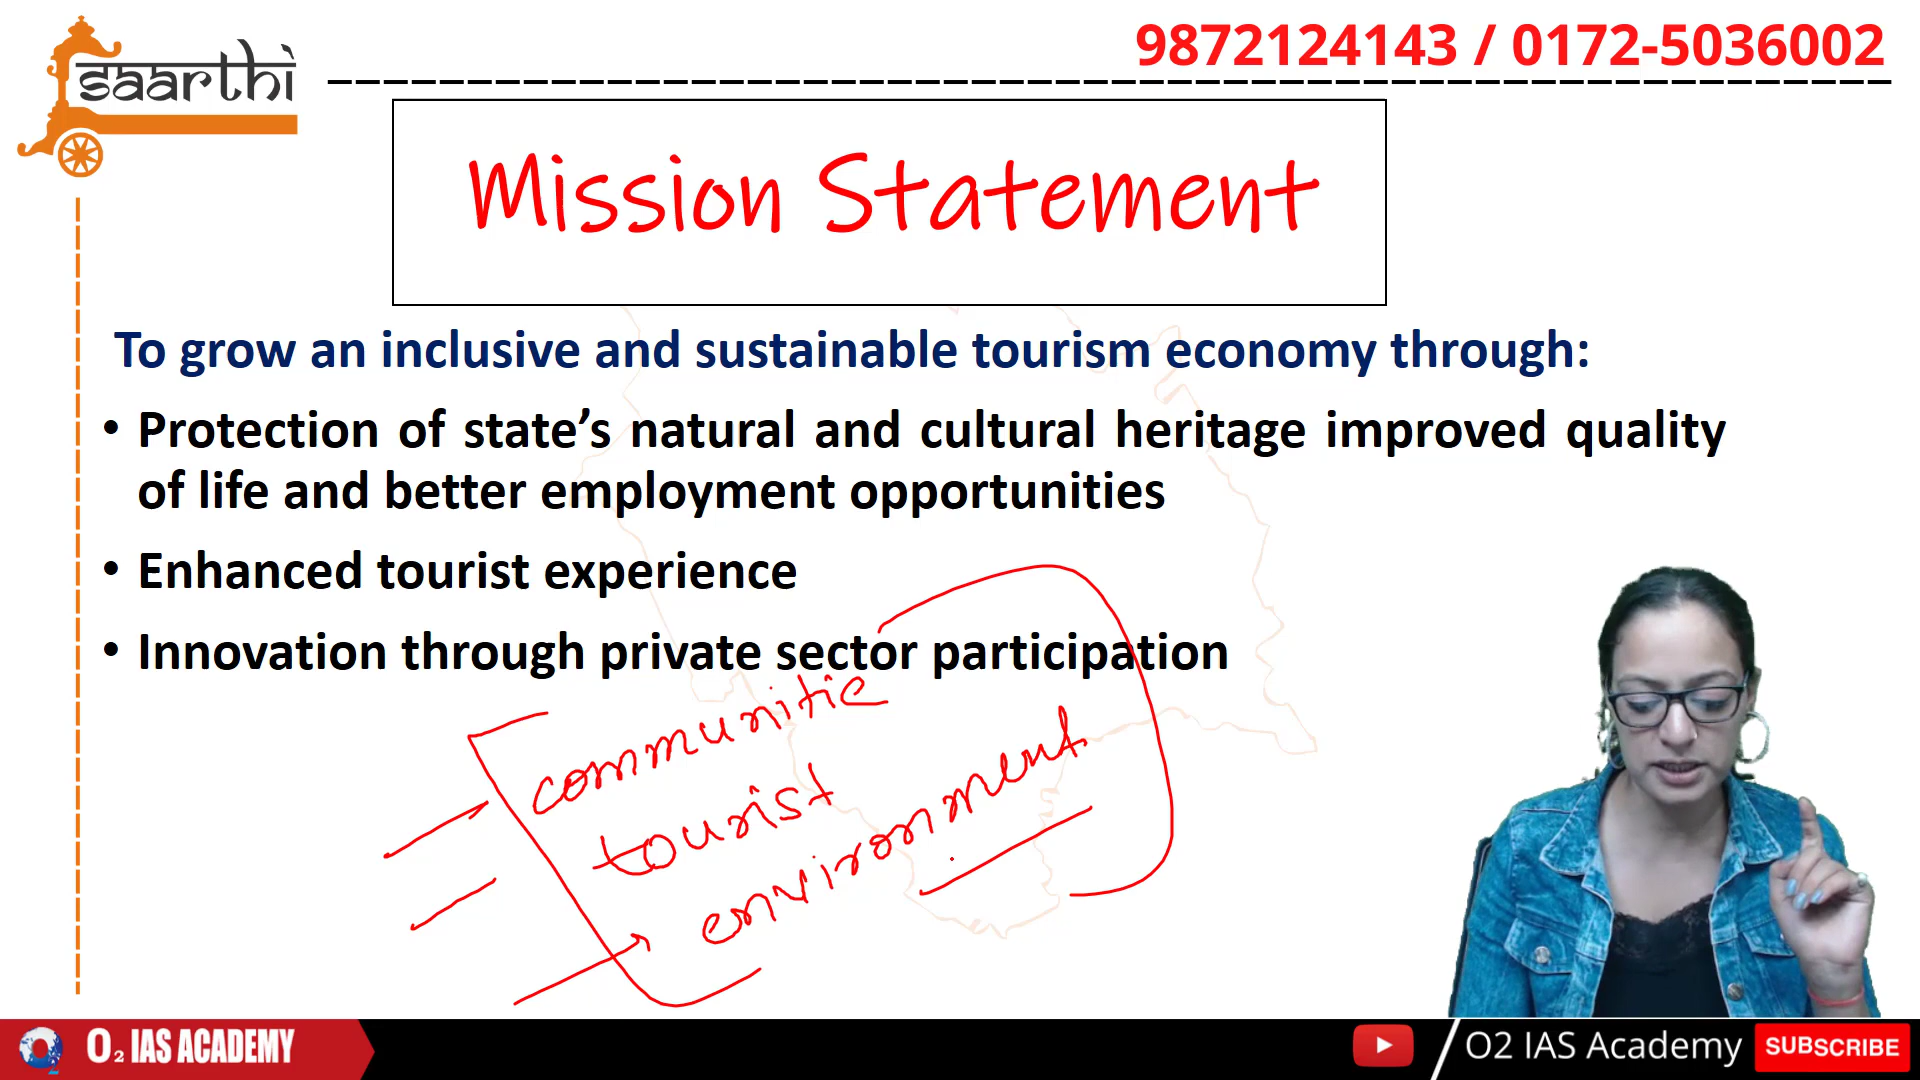 saarthi
9872124143 / 0172-5036002
Mission Statement
To grow an inclusive and sustainable tourism economy through:
• Protection of state’s natural and cultural heritage improved quality
of life and better employment opportunities
• Enhanced tourist experience
• Innovation through private sector participation
communitie
tourist
environment
O2 IAS ACADEMY
O2 IAS Academy
SUBSCRIBE